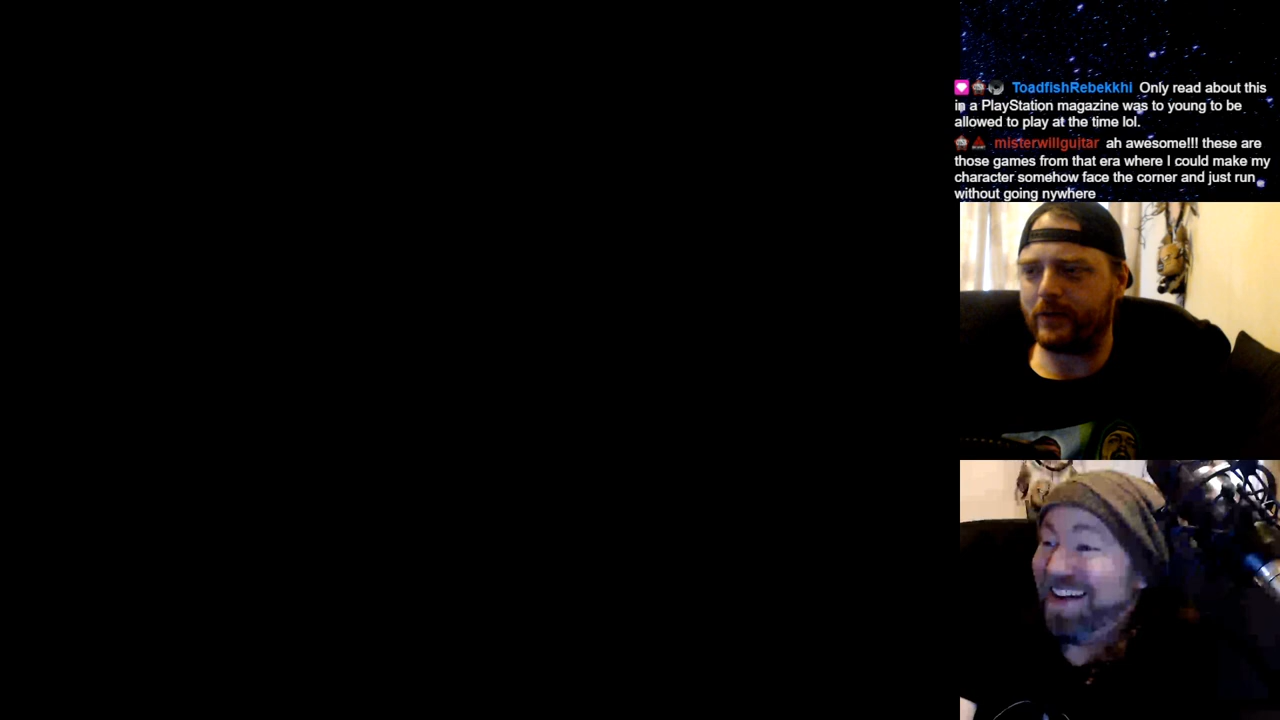 ToadfishRebekkhi Only read about this
in a PlayStation magazine was to young to be
allowed to play at the time lol.
misterwillguitar ah awesome!!! these are
those games from that era where I could make my
character somehow face the corner and just run
without going nywhere